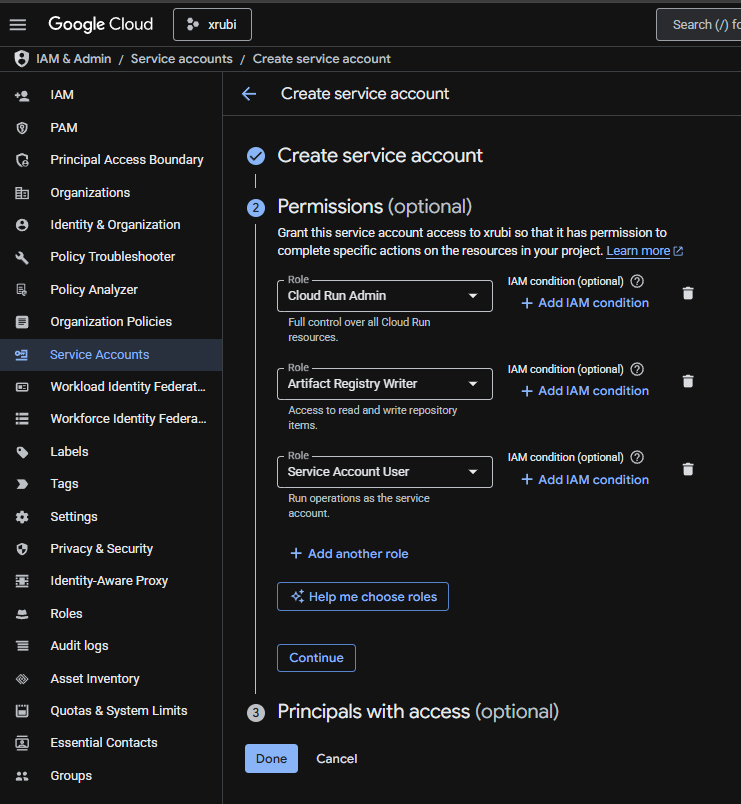 Google Cloud
xrubi
Search (/) fo
IAM & Admin / Service accounts / Create service account
IAM
PAM
Principal Access Boundary
Organizations
Identity & Organization
Policy Troubleshooter
Policy Analyzer
Organization Policies
Service Accounts
Workload Identity Federat...
Workforce Identity Federa...
Labels
Tags
Settings
Privacy & Security
Identity-Aware Proxy
Roles
Audit logs
Asset Inventory
Quotas & System Limits
Essential Contacts
Groups
Create service account
Create service account
2
Permissions (optional)
Grant this service account access to xrubi so that it has permission to
complete specific actions on the resources in your project. Learn more
Role
Cloud Run Admin
Full control over all Cloud Run
resources.
IAM condition (optional)
+ Add IAM condition
Role
Artifact Registry Writer
Access to read and write repository
items.
IAM condition (optional)
+ Add IAM condition
Role
Service Account User
Run operations as the service
account.
IAM condition (optional)
+ Add IAM condition
+ Add another role
Help me choose roles
Continue
3
Principals with access (optional)
Done
Cancel